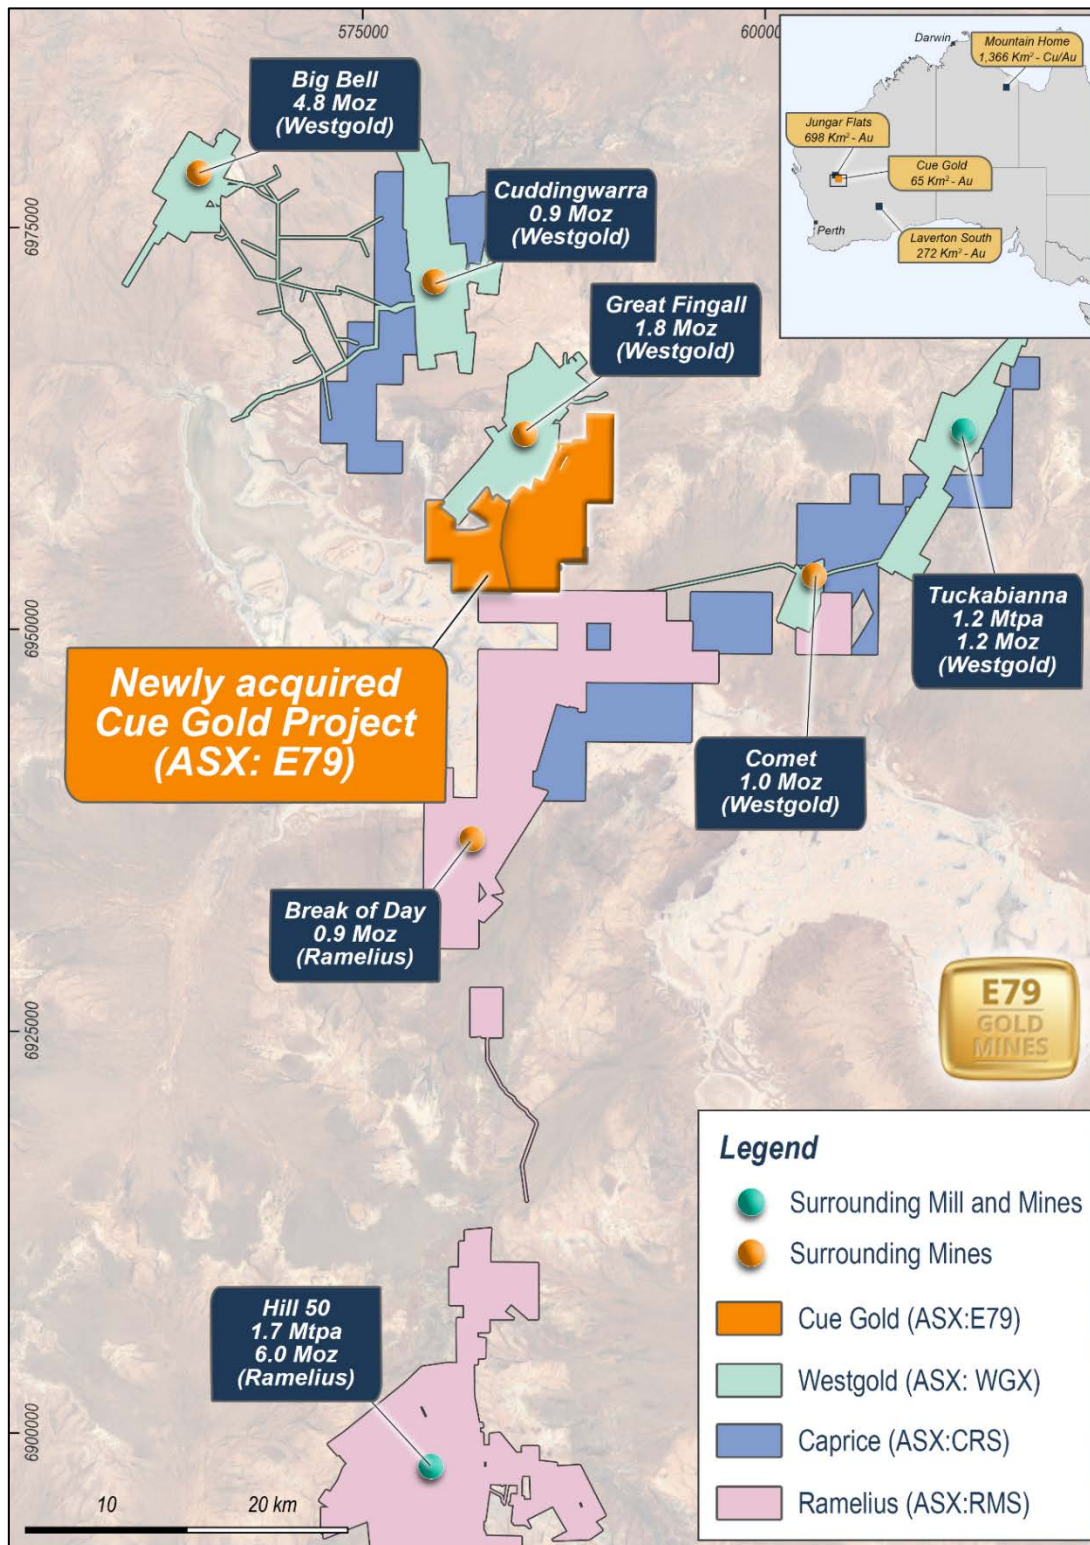 575000
60000
Darwin
Mountain Home
1,366 Km² - Cu/Au
Jungar Flats
698 Km² - Au
Cue Gold
65 Km² - Au
Perth
Laverton South
272 Km² - Au
Big Bell
4.8 Moz
(Westgold)
Cuddingwarra
0.9 Moz
(Westgold)
6975000
Great Fingall
1.8 Moz
(Westgold)
Tuckabianna
1.2 Mtpa
1.2 Moz
(Westgold)
6950000
Newly acquired
Cue Gold Project
(ASX: E79)
Comet
1.0 Moz
(Westgold)
Break of Day
0.9 Moz
(Ramelius)
E79
GOLD
MINES
6925000
Legend
Surrounding Mill and Mines
Surrounding Mines
Cue Gold (ASX:E79)
Westgold (ASX: WGX)
Caprice (ASX:CRS)
Ramelius (ASX:RMS)
Hill 50
1.7 Mtpa
6.0 Moz
(Ramelius)
6900000
10
20 km